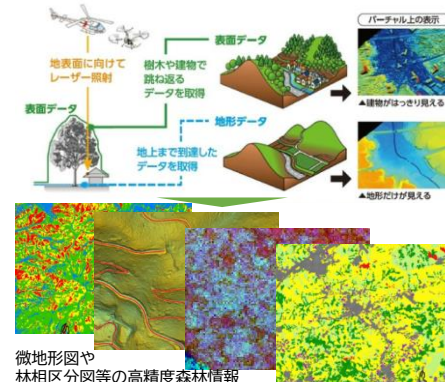 バーチャル上の表示
地表面に向けて
レーザー照射
樹木や建物で
跳ね返る
データを取得
表面データ
表面データ
▲建物がはっきり見える
地形データ
地上まで到達した
データを取得
▲地形だけが見える
微地形図や
林相区分図等の高精度森林情報